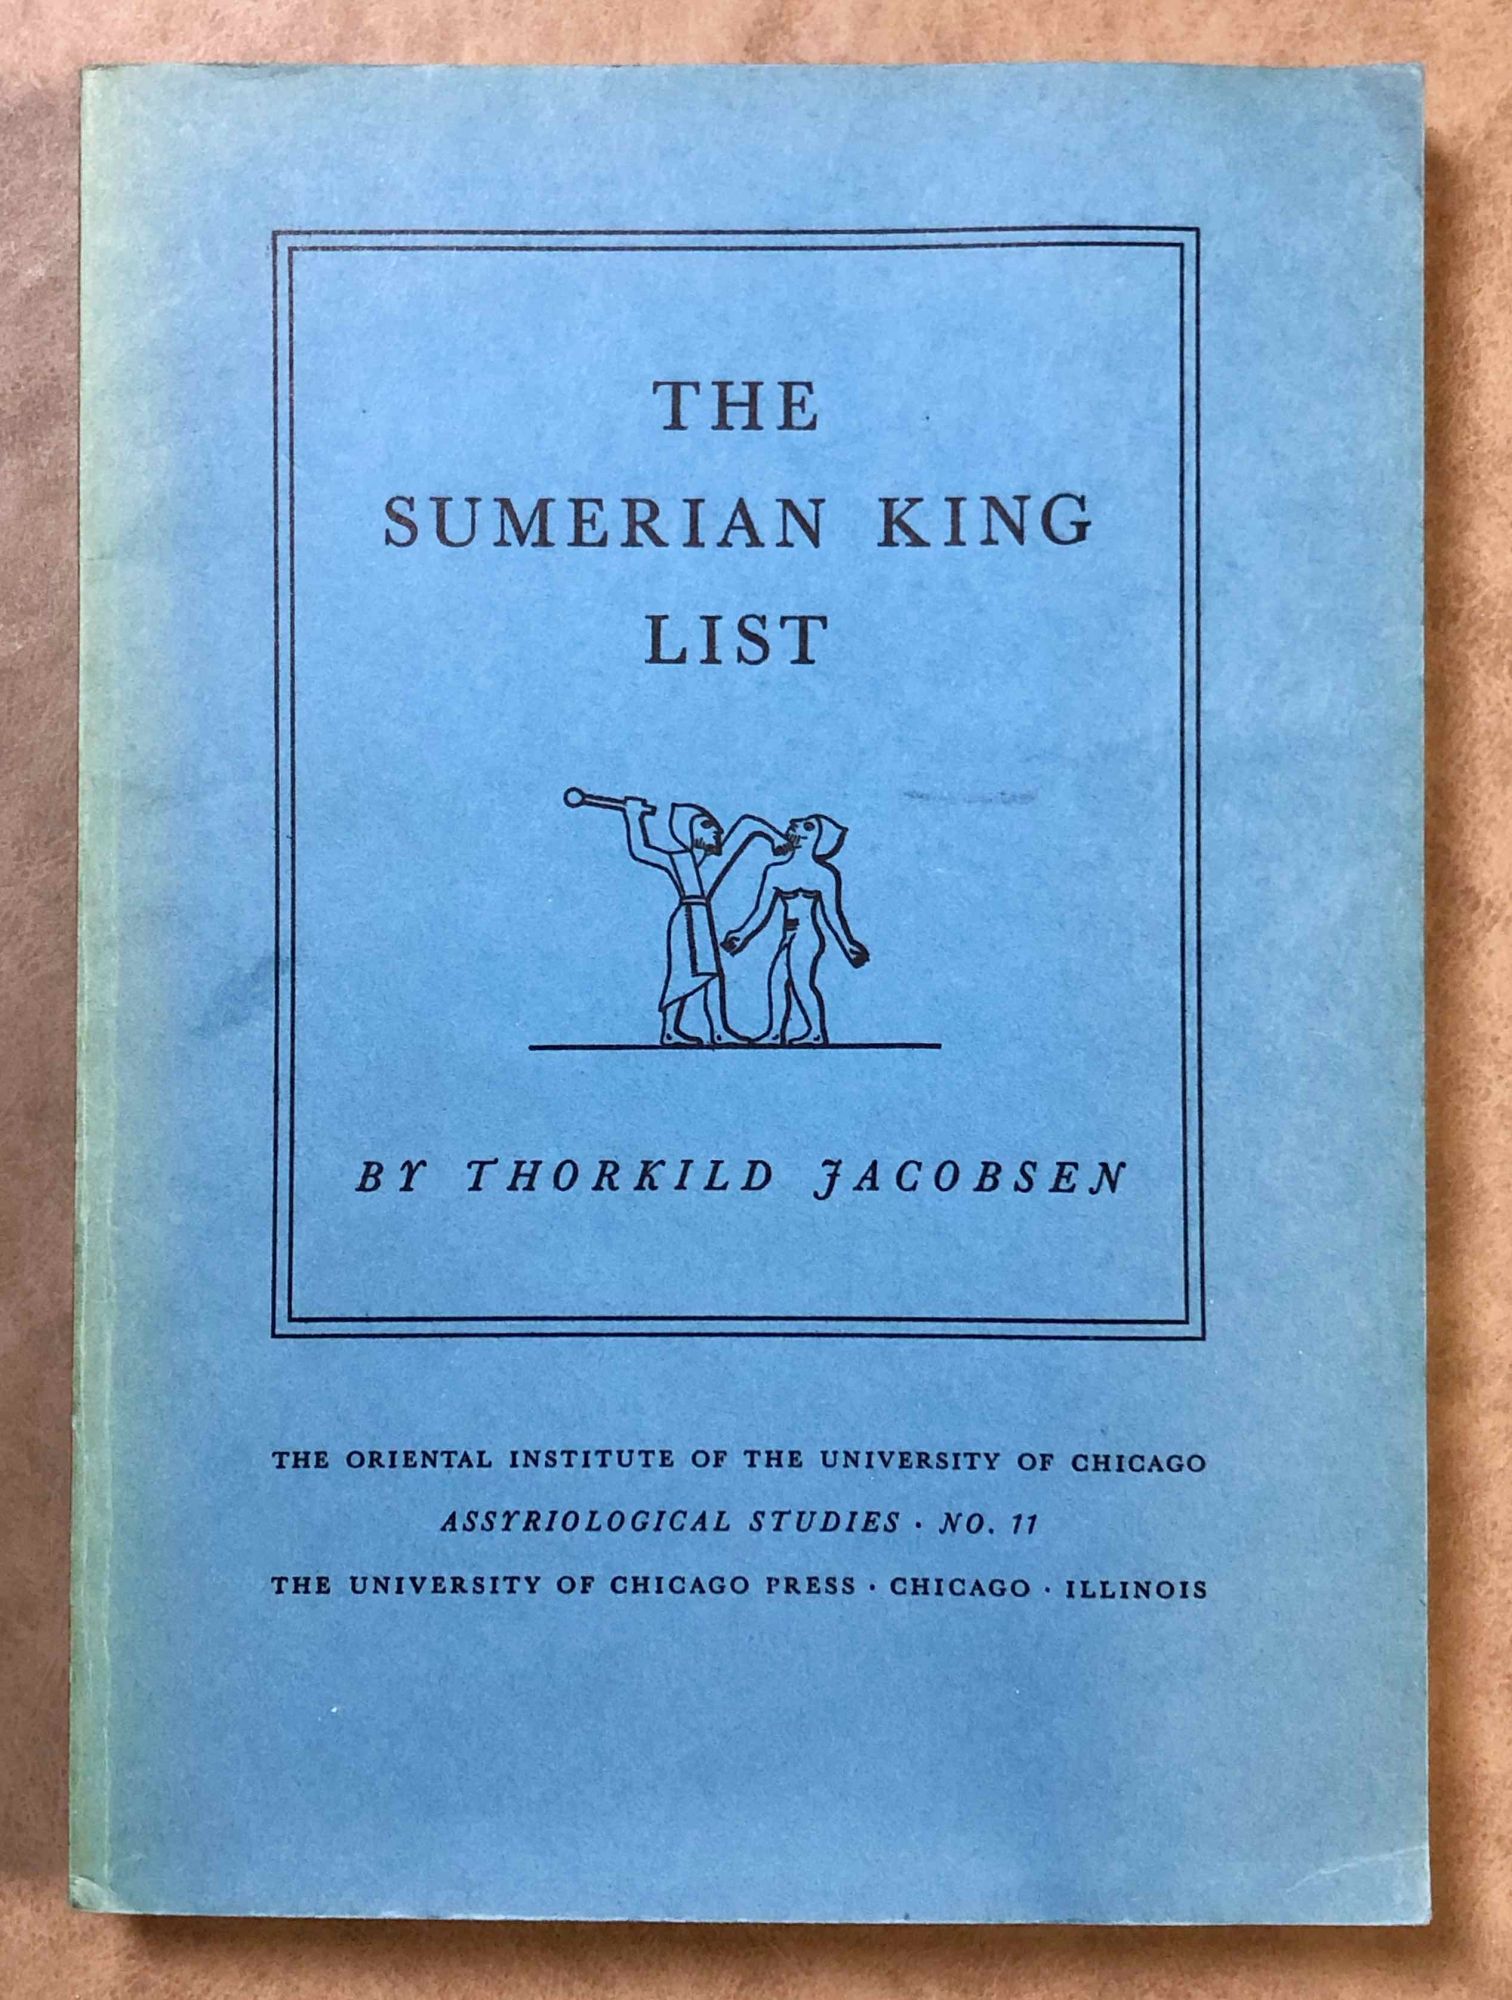 THE
SUMERIAN KING
LIST
BY THORKILD JACOBSEN
THE ORIENTAL INSTITUTE OF THE UNIVERSITY OF CHICAGO
ASSYRIOLOGICAL STUDIES · NO. 11
THE UNIVERSITY OF CHICAGO PRESS · CHICAGO · ILLINOIS